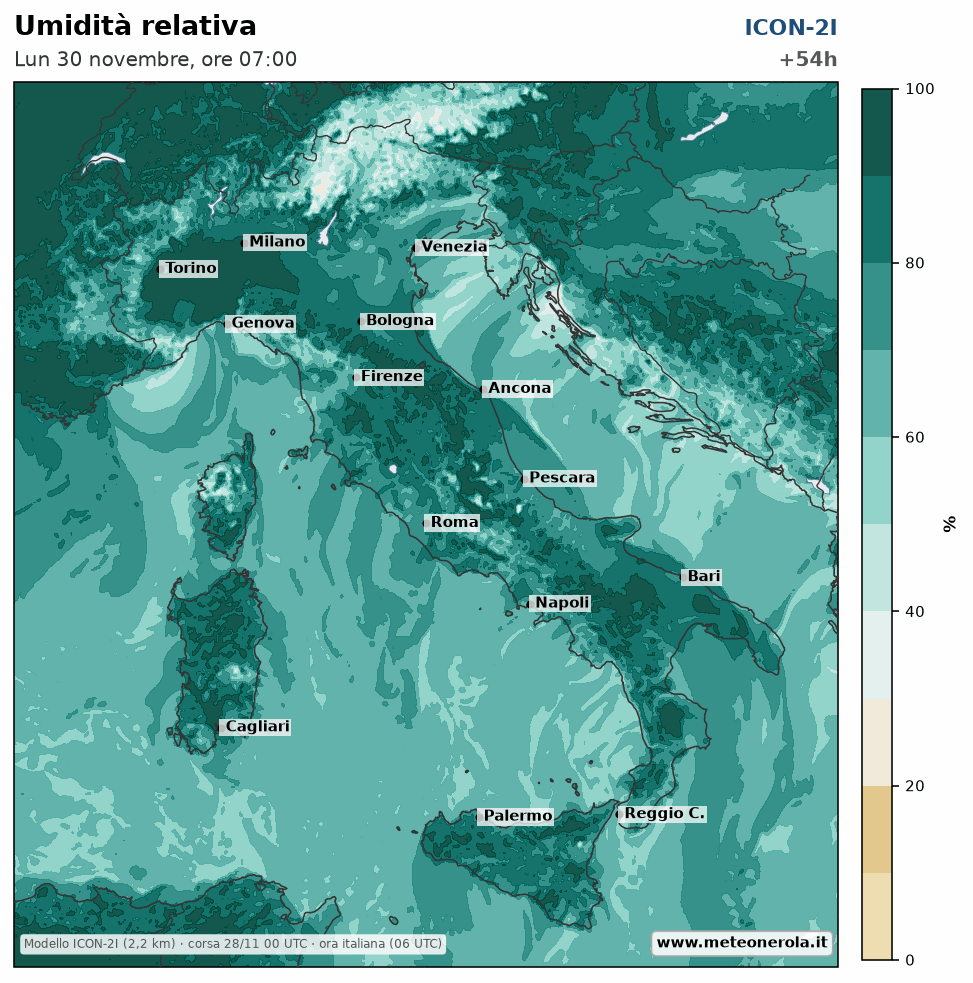 Umidità relativa
ICON-2I
Lun 30 novembre, ore 07:00
+54h
100
80
60
40
20
0
%
Milano
Venezia
Torino
Genova
Bologna
Firenze
Ancona
Pescara
Roma
Bari
Napoli
Cagliari
Palermo
Reggio C.
Modello ICON-2I (2,2 km) · corsa 28/11 00 UTC · ora italiana (06 UTC)
www.meteonerola.it